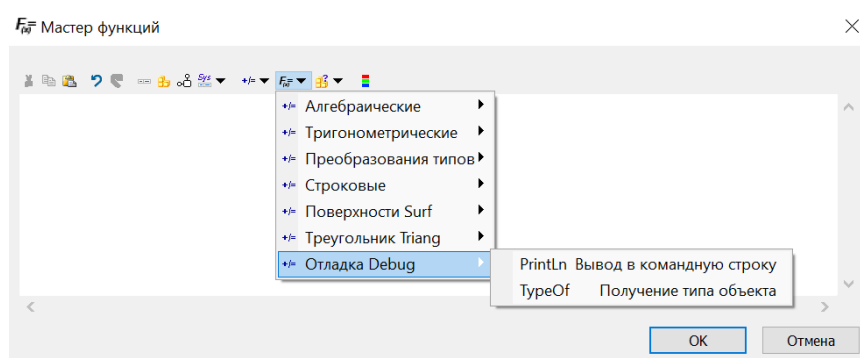 F(x)= Мастер функций
Sys +/= F(x)=
+/= Алгебраические
+/= Тригонометрические
+/= Преобразования типов
+/= Строковые
+/= Поверхности Surf
+/= Треугольник Triang
+/= Отладка Debug
PrintLn Вывод в командную строку
TypeOf Получение типа объекта
OK Отмена